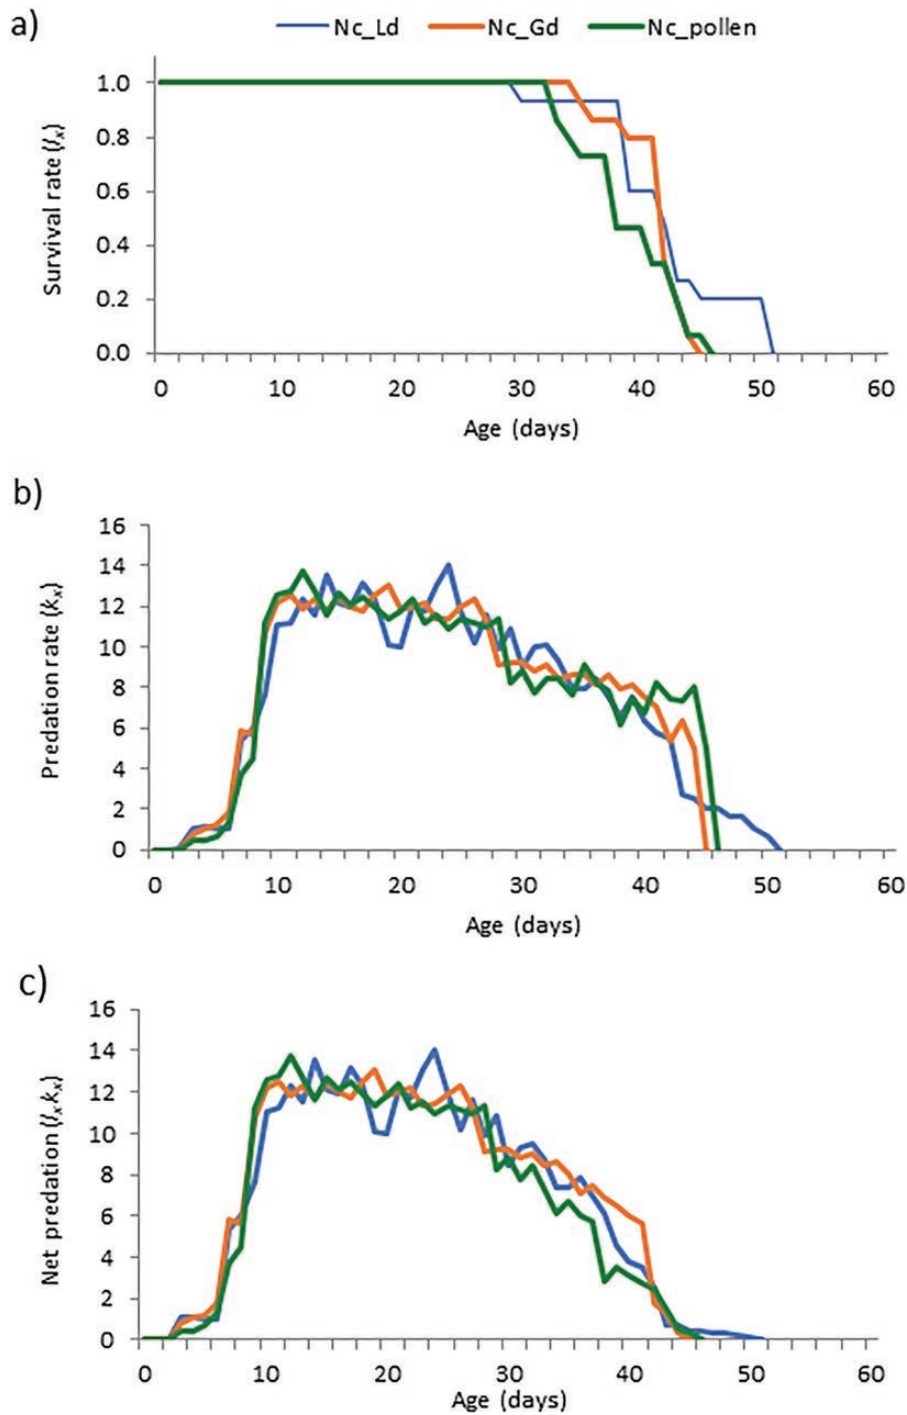 a)
Nc_Ld Nc_Gd Nc_pollen
Survival rate (lx)
1.0
0.8
0.6
0.4
0.2
0.0
0 10 20 30 40 50 60
Age (days)
b)
Predation rate (kx)
16
14
12
10
8
6
4
2
0
0 10 20 30 40 50 60
Age (days)
c)
Net predation (lxkx)
16
14
12
10
8
6
4
2
0
0 10 20 30 40 50 60
Age (days)